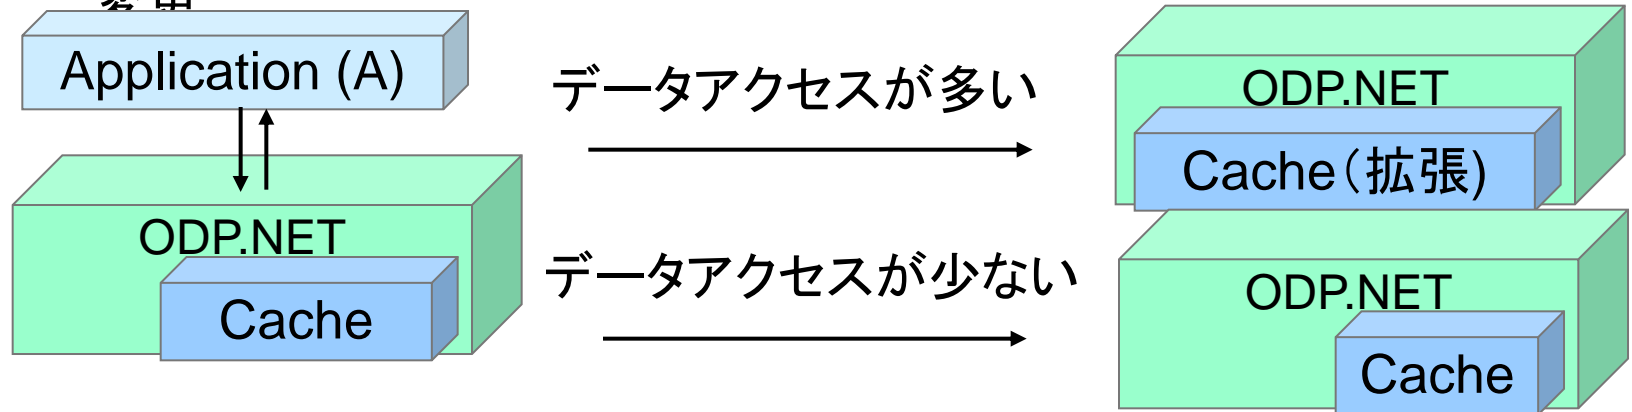 Application (A)
ODP.NET
Cache
データアクセスが多い
データアクセスが少ない
ODP.NET
Cache（拡張)
ODP.NET
Cache